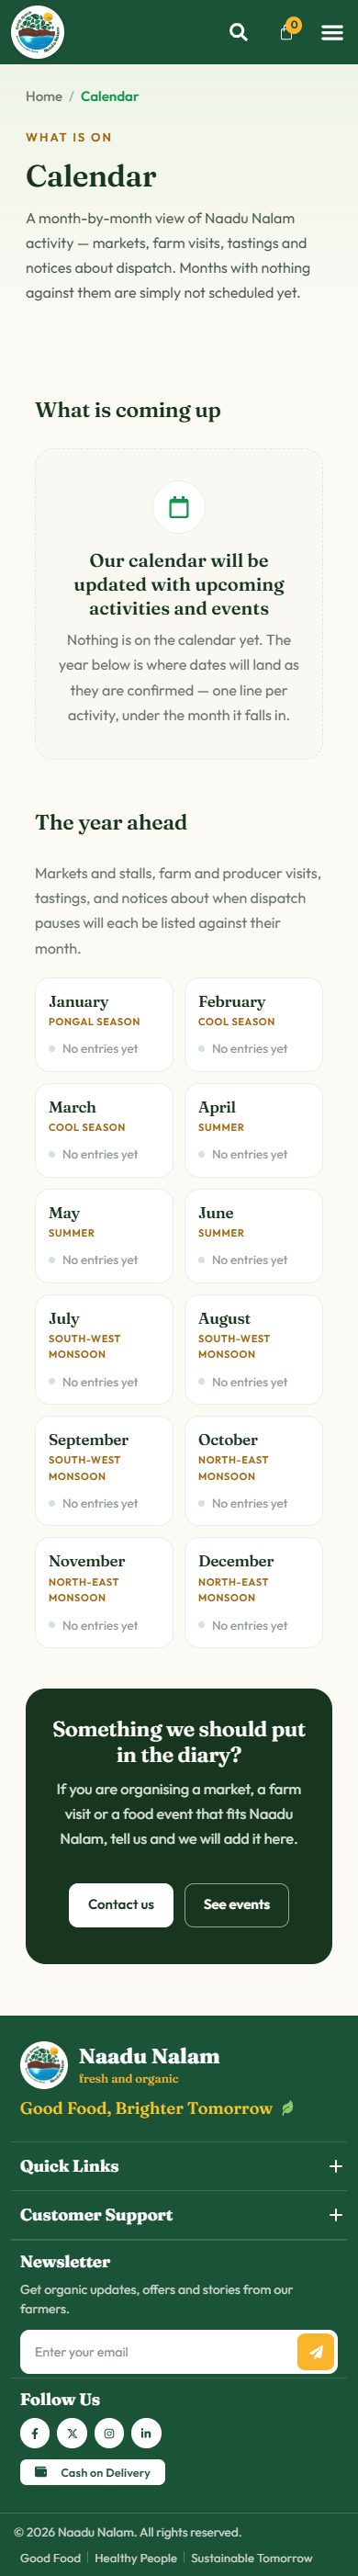 0
Home / Calendar
WHAT IS ON
Calendar
A month-by-month view of Naadu Nalam
activity — markets, farm visits, tastings and
notices about dispatch. Months with nothing
against them are simply not scheduled yet.
What is coming up
Our calendar will be
updated with upcoming
activities and events
Nothing is on the calendar yet. The
year below is where dates will land as
they are confirmed — one line per
activity, under the month it falls in.
The year ahead
Markets and stalls, farm and producer visits,
tastings, and notices about when dispatch
pauses will each be listed against their
month.
January
PONGAL SEASON
No entries yet
February
COOL SEASON
No entries yet
March
COOL SEASON
No entries yet
April
SUMMER
No entries yet
May
SUMMER
No entries yet
June
SUMMER
No entries yet
July
SOUTH-WEST
MONSOON
No entries yet
August
SOUTH-WEST
MONSOON
No entries yet
September
SOUTH-WEST
MONSOON
No entries yet
October
NORTH-EAST
MONSOON
No entries yet
November
NORTH-EAST
MONSOON
No entries yet
December
NORTH-EAST
MONSOON
No entries yet
Something we should put
in the diary?
If you are organising a market, a farm
visit or a food event that fits Naadu
Nalam, tell us and we will add it here.
Contact us
See events
Naadu Nalam
fresh and organic
Good Food, Brighter Tomorrow
Quick Links
Customer Support
Newsletter
Get organic updates, offers and stories from our
farmers.
Enter your email
Follow Us
Cash on Delivery
© 2026 Naadu Nalam. All rights reserved.
Good Food | Healthy People | Sustainable Tomorrow